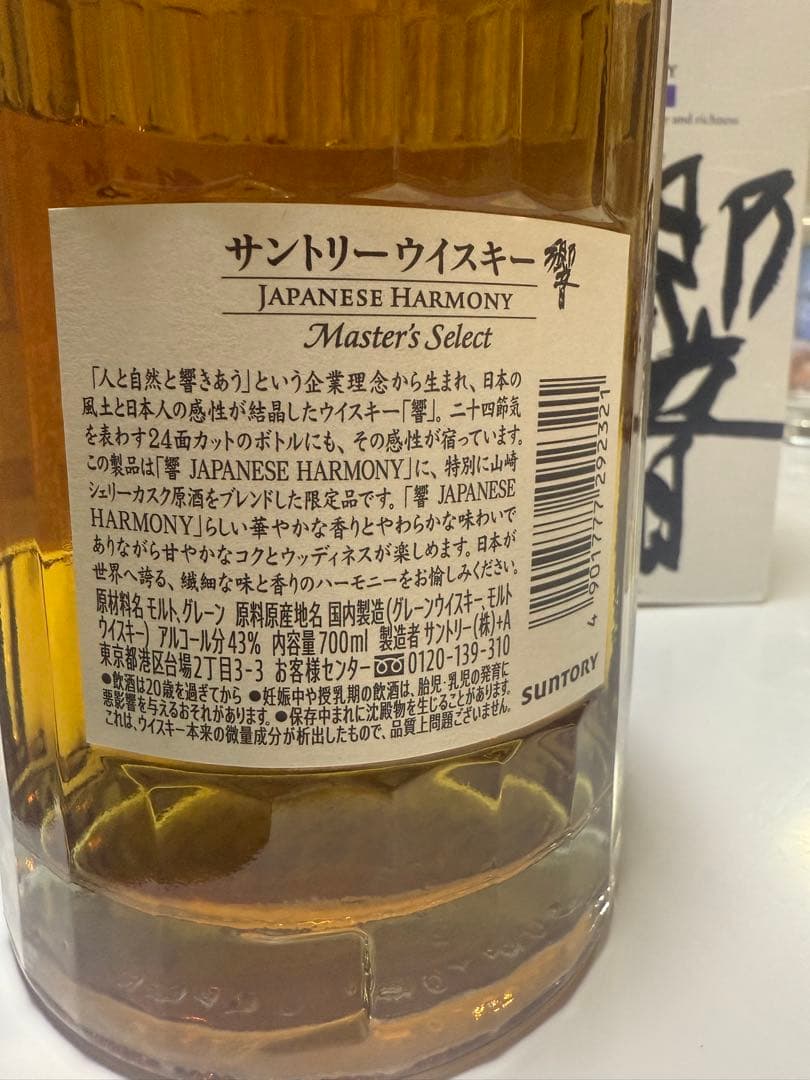 サントリーウイスキー 響
JAPANESE HARMONY
Master's Select
「人と自然と響きあう」という企業理念から生まれ、日本の
風土と日本人の感性が結晶したウイスキー「響」。二十四節気
を表わす24面カットのボトルにも、その感性が宿っています。
この製品は「響 JAPANESE HARMONY」に、特別に山崎
シェリーカスク原酒をブレンドした限定品です。「響 JAPANESE
HARMONY」らしい華やかな香りとやわらかな味わいで
ありながら甘やかなコクとウッディネスが楽しめます。日本が
世界へ誇る、繊細な味と香りのハーモニーをお愉しみください。
原材料名 モルト、グレーン 原料原産地名 国内製造(グレーンウイスキー、モルト
ウイスキー) アルコール分43% 内容量700ml 製造者 サントリー(株)+A
東京都港区台場2丁目3-3 お客様センター 0120-139-310
●飲酒は20歳を過ぎてから ●妊娠中や授乳期の飲酒は、胎児・乳児の発育に
悪影響を与えるおそれがあります。●保存中まれに沈殿物を生じることがあります。
これは、ウイスキー本来の微量成分が析出したもので、品質上問題ございません。
SUNTORY
4 901777 292321
and richness
響